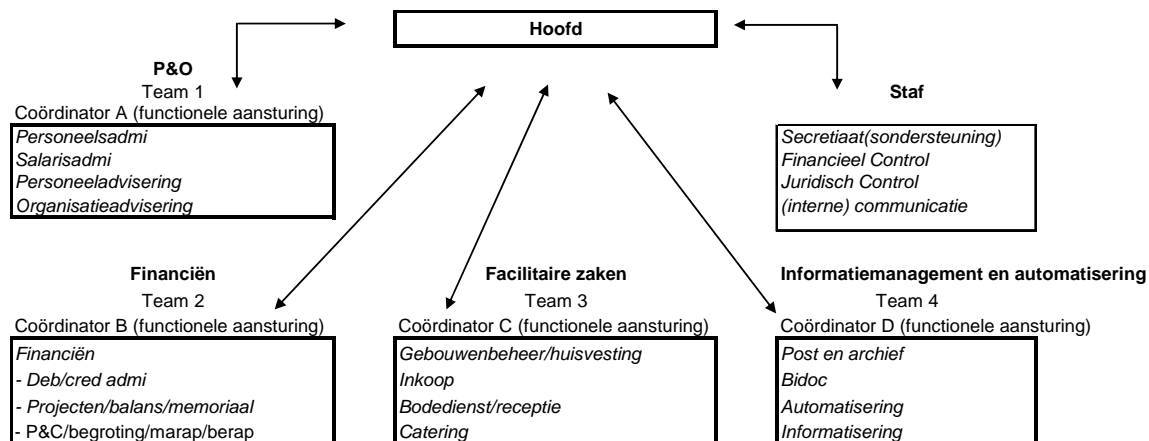 Hoofd
P&O
Team 1
Coördinator A (functionele aansturing)
Personeelsadmi
Salarisadmi
Personeeladvisering
Organisatieadvisering
Staf
Secretiaat(sondersteuning)
Financieel Control
Juridisch Control
(interne) communicatie
Financiën
Team 2
Coördinator B (functionele aansturing)
Financiën
- Deb/cred admi
- Projecten/balans/memoriaal
- P&C/begroting/marap/berap
Facilitaire zaken
Team 3
Coördinator C (functionele aansturing)
Gebouwenbeheer/huisvesting
Inkoop
Bodedienst/receptie
Catering
Informatiemanagement en automatisering
Team 4
Coördinator D (functionele aansturing)
Post en archief
Bidoc
Automatisering
Informatisering